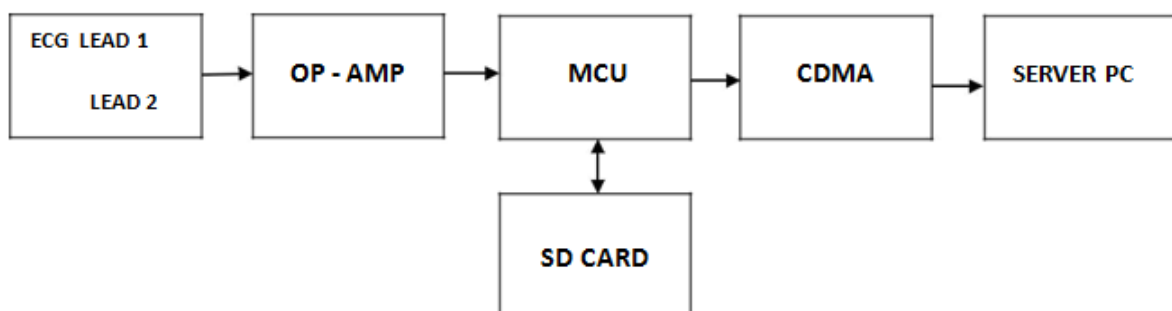 ECG LEAD 1
LEAD 2
OP - AMP
MCU
CDMA
SERVER PC
SD CARD